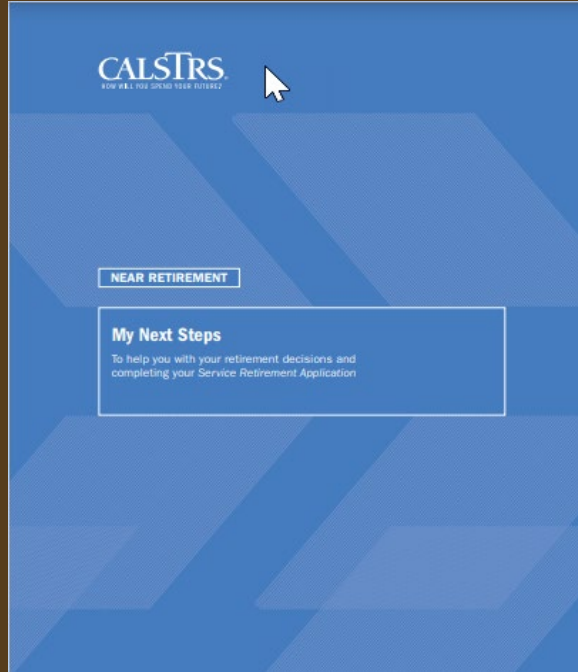 CALSTRS.
HOW WILL YOU SPEND YOUR FUTURE?
NEAR RETIREMENT
My Next Steps
To help you with your retirement decisions and
completing your Service Retirement Application